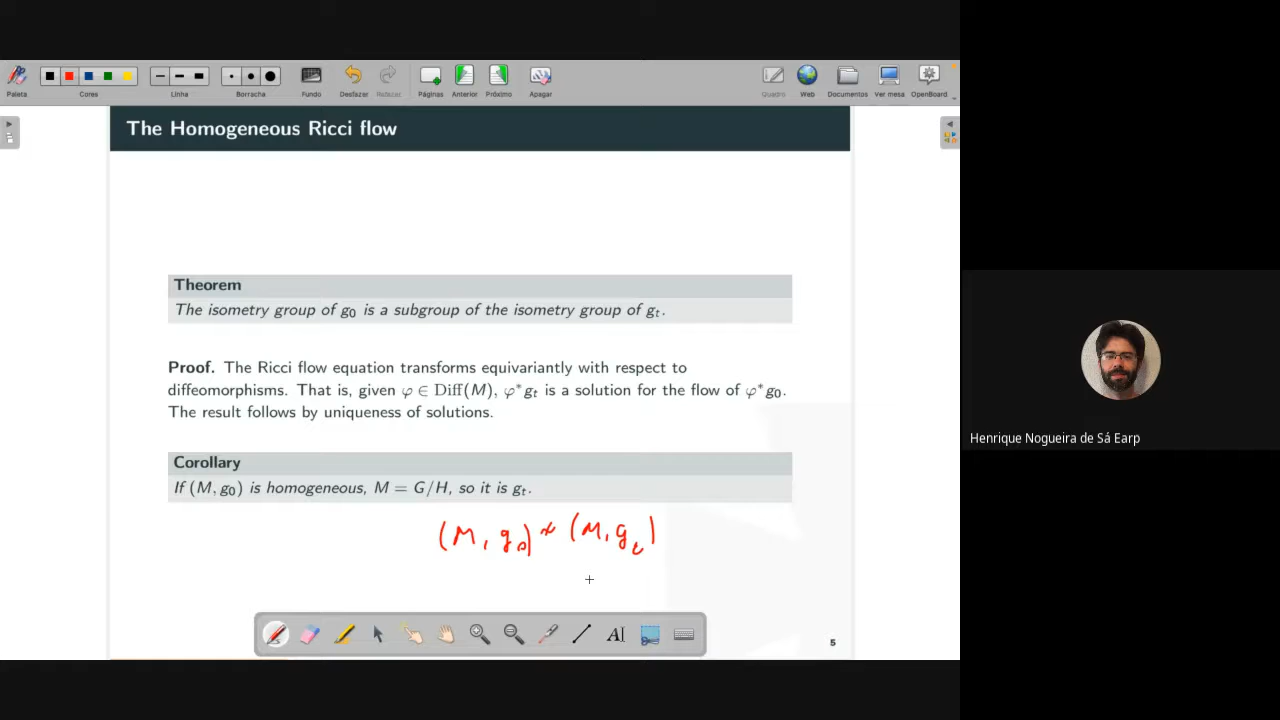 Paleta
Cores
Linha
Borracha
Fundo
Desfazer
Refazer
Páginas
Anterior
Próximo
Apagar
Quadro
Web
Documentos
Ver mesa
OpenBoard
The Homogeneous Ricci flow
Theorem
The isometry group of g₀ is a subgroup of the isometry group of gₜ.
Proof. The Ricci flow equation transforms equivariantly with respect to
diffeomorphisms. That is, given φ ∈ Diff(M), φ*gₜ is a solution for the flow of φ*g₀.
The result follows by uniqueness of solutions.
Corollary
If (M, g₀) is homogeneous, M = G/H, so it is gₜ.
(M, g₀) (M, gₜ)
AI
5
Henrique Nogueira de Sá Earp